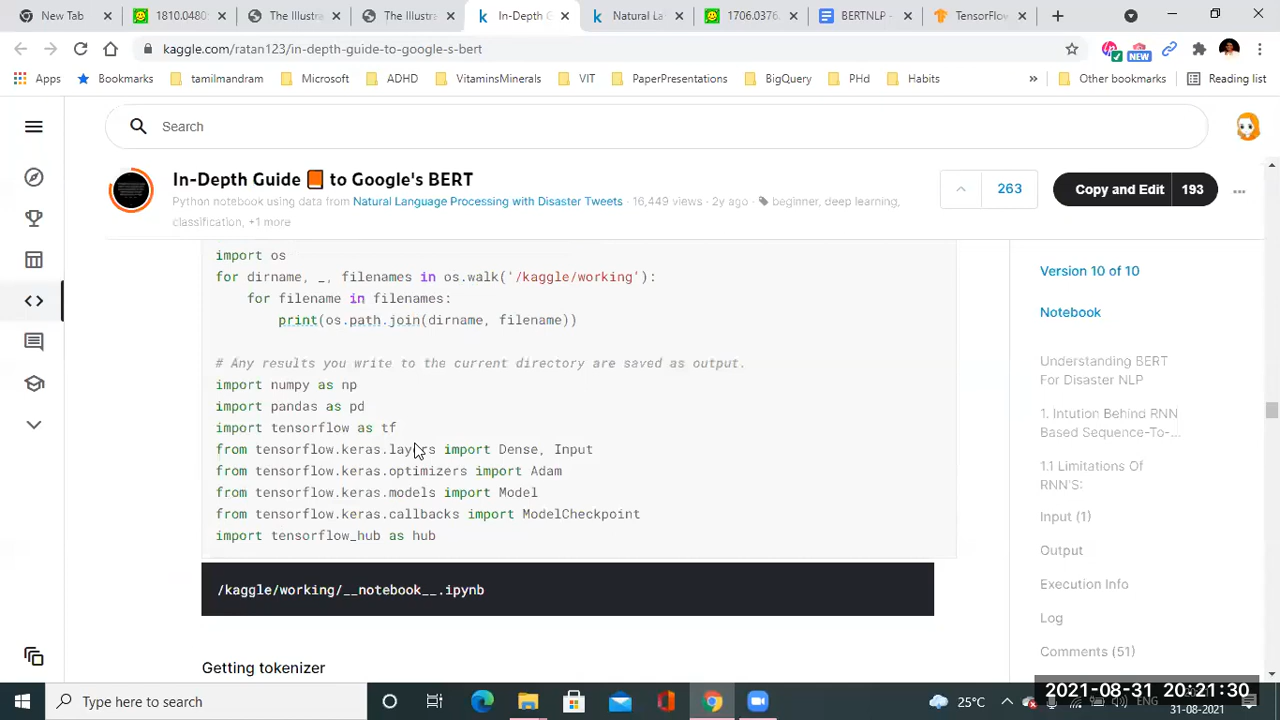 New Tab
1810.0480
The Illustra
The Illustra
In-Depth G
Natural La
1706.0376
BERTNLP -
TensorFlow
kaggle.com/ratan123/in-depth-guide-to-google-s-bert
NEW
Apps
Bookmarks
tamilmandram
Microsoft
ADHD
VitaminsMinerals
VIT
PaperPresentations
BigQuery
PHd
Habits
»
Other bookmarks
Reading list
Search
In-Depth Guide 📙 to Google's BERT
Python notebook using data from Natural Language Processing with Disaster Tweets · 16,449 views · 2y ago · beginner, deep learning,
classification, +1 more
263
Copy and Edit 193
import os
for dirname, _, filenames in os.walk('/kaggle/working'):
    for filename in filenames:
        print(os.path.join(dirname, filename))
# Any results you write to the current directory are saved as output.
import numpy as np
import pandas as pd
import tensorflow as tf
from tensorflow.keras.layers import Dense, Input
from tensorflow.keras.optimizers import Adam
from tensorflow.keras.models import Model
from tensorflow.keras.callbacks import ModelCheckpoint
import tensorflow_hub as hub
/kaggle/working/__notebook__.ipynb
Getting tokenizer
Version 10 of 10
Notebook
Understanding BERT
For Disaster NLP
1. Intution Behind RNN
Based Sequence-To-...
1.1 Limitations Of
RNN'S:
Input (1)
Output
Execution Info
Log
Comments (51)
Type here to search
25°C
ENG
2021-08-31 20:21:30
31-08-2021